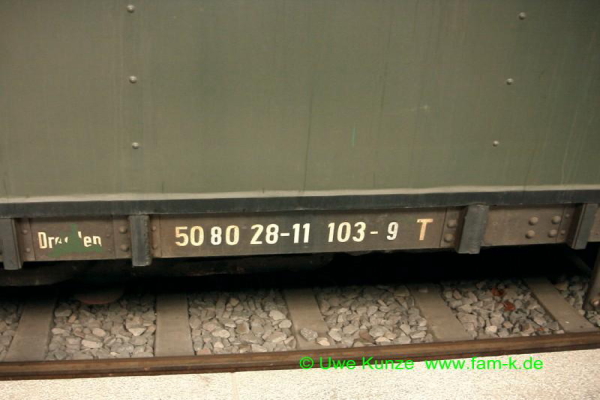 Dresden
50 80 28-11 103-9 T
© Uwe Kunze www.fam-k.de